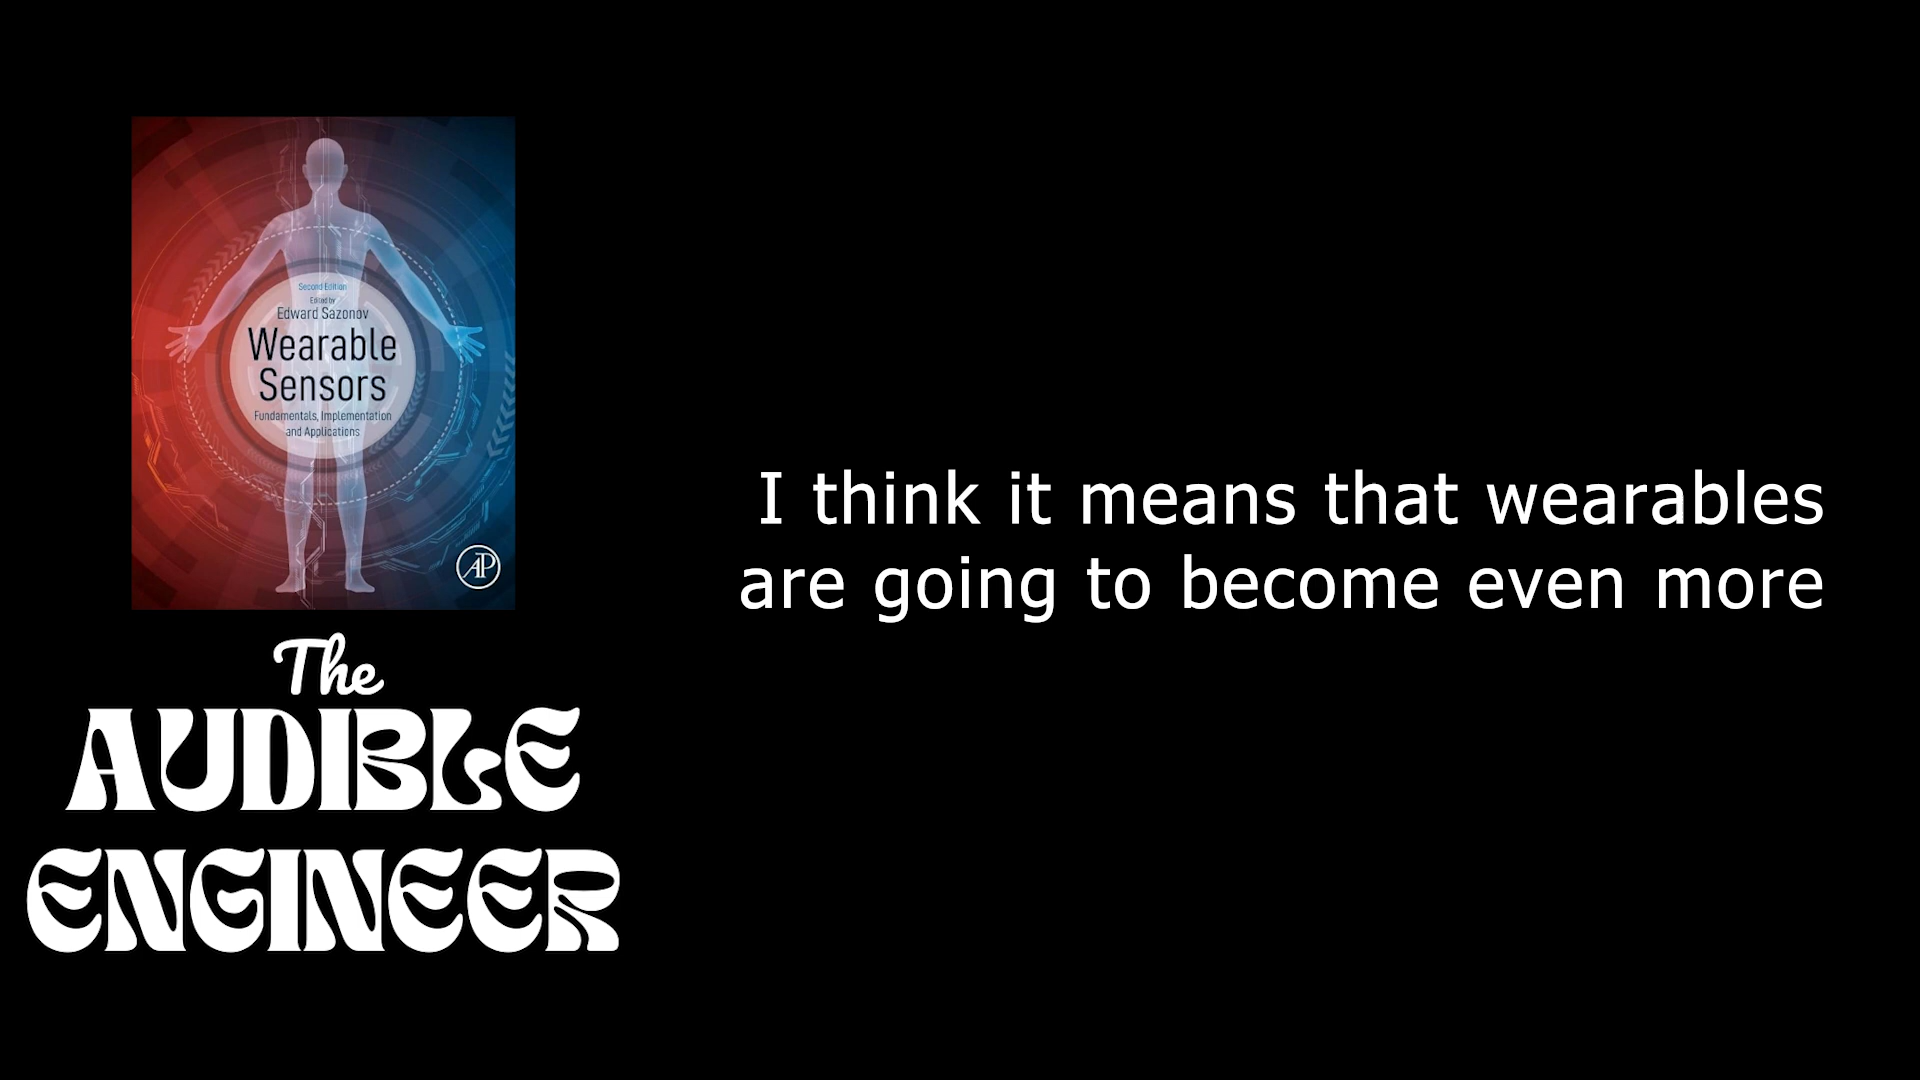 Second Edition
Edited by
Edward Sazonov
Wearable
Sensors
Fundamentals, Implementation
and Applications
AP
The
AUDIBLE
ENGINEER
I think it means that wearables
are going to become even more